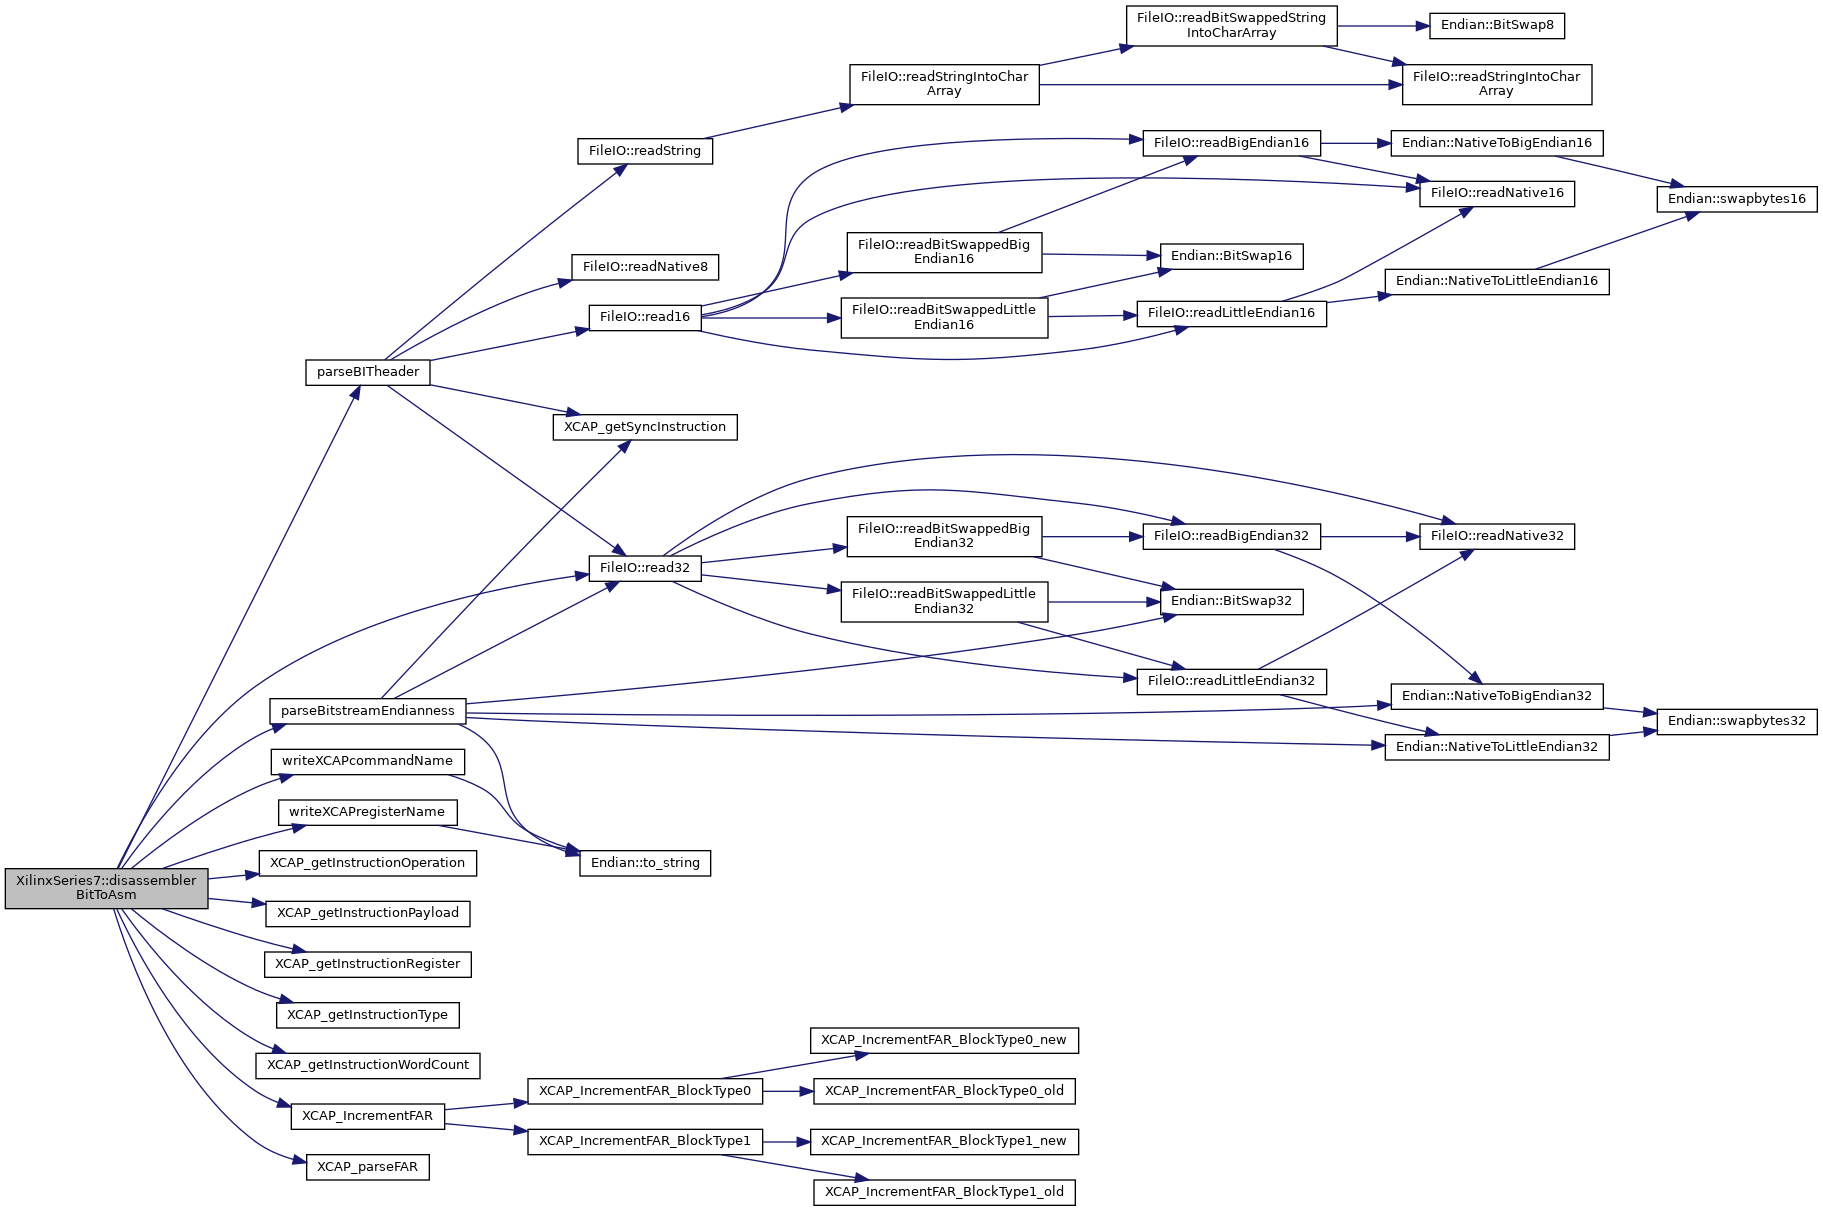 FileIO::readBitSwappedString
IntoCharArray
Endian::BitSwap8
FileIO::readStringIntoChar
Array
FileIO::readStringIntoChar
Array
FileIO::readString
FileIO::readBigEndian16
Endian::NativeToBigEndian16
FileIO::readNative16
Endian::swapbytes16
FileIO::readBitSwappedBig
Endian16
Endian::BitSwap16
FileIO::readNative8
Endian::NativeToLittleEndian16
FileIO::read16
FileIO::readBitSwappedLittle
Endian16
FileIO::readLittleEndian16
parseBITheader
XCAP_getSyncInstruction
FileIO::readBitSwappedBig
Endian32
FileIO::readBigEndian32
FileIO::readNative32
FileIO::read32
FileIO::readBitSwappedLittle
Endian32
Endian::BitSwap32
FileIO::readLittleEndian32
Endian::NativeToBigEndian32
parseBitstreamEndianness
Endian::swapbytes32
Endian::NativeToLittleEndian32
writeXCAPcommandName
writeXCAPregisterName
XCAP_getInstructionOperation
Endian::to_string
XilinxSeries7::disassembler
BitToAsm
XCAP_getInstructionPayload
XCAP_getInstructionRegister
XCAP_getInstructionType
XCAP_getInstructionWordCount
XCAP_IncrementFAR_BlockType0_new
XCAP_IncrementFAR_BlockType0
XCAP_IncrementFAR_BlockType0_old
XCAP_IncrementFAR
XCAP_IncrementFAR_BlockType1
XCAP_IncrementFAR_BlockType1_new
XCAP_parseFAR
XCAP_IncrementFAR_BlockType1_old